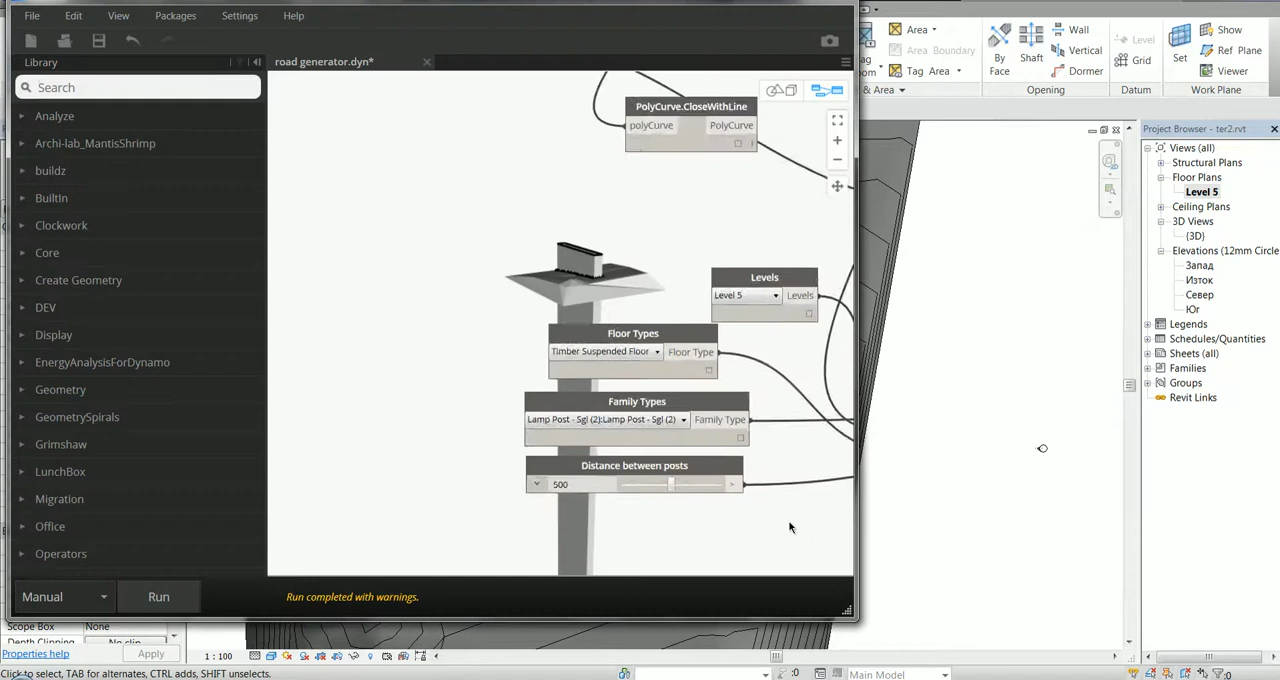 File Edit View Packages Settings Help
Library
road generator.dyn*
Search
Analyze
Archi-lab_MantisShrimp
buildz
BuiltIn
Clockwork
Core
Create Geometry
DEV
Display
EnergyAnalysisForDynamo
Geometry
GeometrySpirals
Grimshaw
LunchBox
Migration
Office
Operators
Manual
Run
Run completed with warnings.
PolyCurve.CloseWithLine
polyCurve PolyCurve
Levels
Level 5 Levels
Floor Types
Timber Suspended Floor Floor Type
Family Types
Lamp Post - Sgl (2):Lamp Post - Sgl (2) Family Type
Distance between posts
500 >
Area
Area Boundary
Tag Area
& Area
By Face
Shaft
Wall
Vertical
Dormer
Opening
Level
Grid
Datum
Set
Show
Ref Plane
Viewer
Work Plane
Project Browser - ter2.rvt
Views (all)
Structural Plans
Floor Plans
Level 5
Ceiling Plans
3D Views
{3D}
Elevations (12mm Circle
Запад
Изток
Север
Юг
Legends
Schedules/Quantities
Sheets (all)
Families
Groups
Revit Links
Scope Box None
Depth Clipping No clip
Properties help
Apply
1 : 100
Click to select, TAB for alternates, CTRL adds, SHIFT unselects.
:0
Main Model
:0